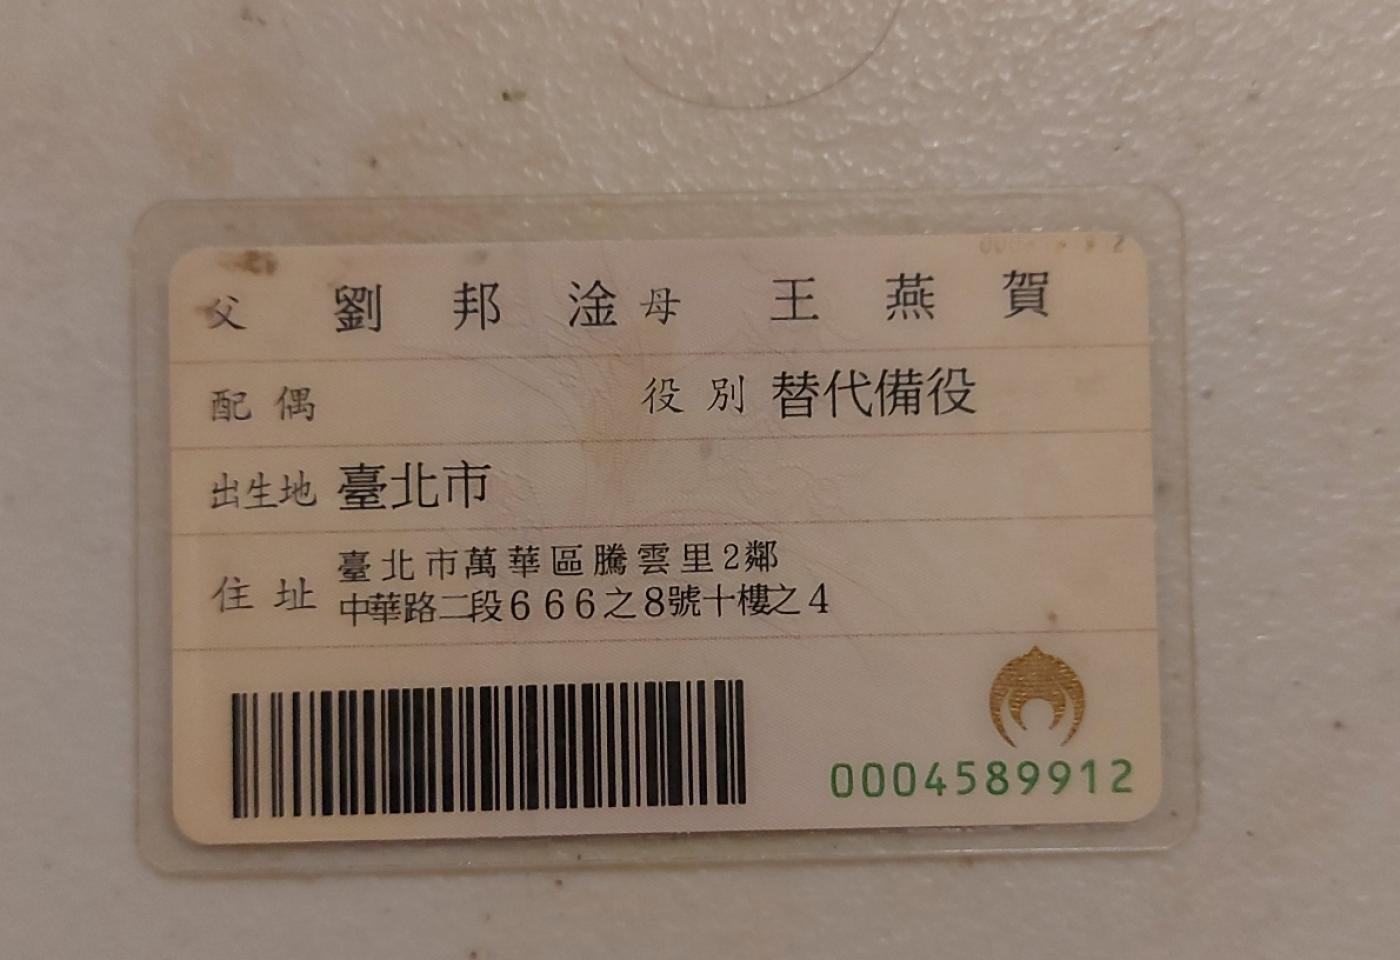 父 劉邦淦 母 王燕賀
配偶 役別 替代備役
出生地 臺北市
住址 臺北市萬華區騰雲里2鄰
中華路二段666之8號十樓之4
0004589912